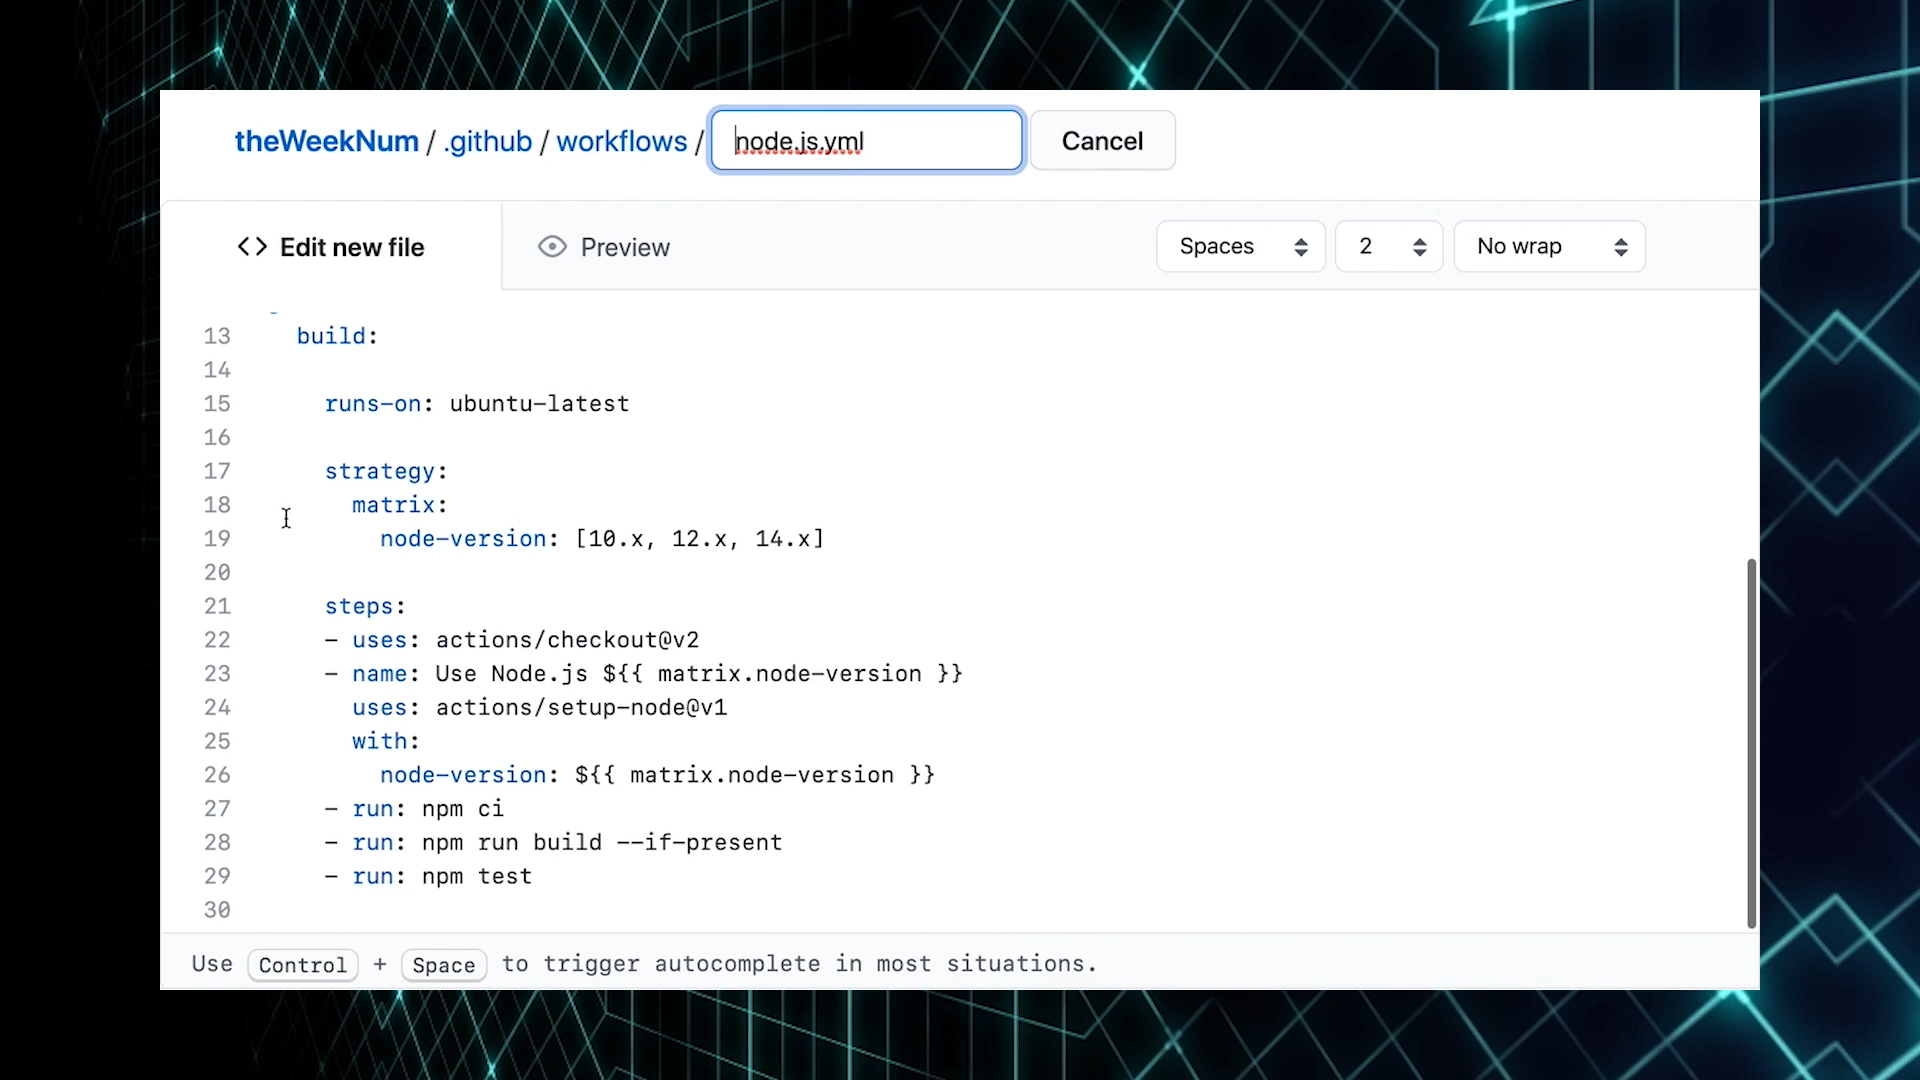 theWeekNum / .github / workflows / node.js.yml Cancel
Edit new file Preview Spaces 2 No wrap
13 build:
14
15 runs-on: ubuntu-latest
16
17 strategy:
18 matrix:
19 node-version: [10.x, 12.x, 14.x]
20
21 steps:
22 - uses: actions/checkout@v2
23 - name: Use Node.js ${{ matrix.node-version }}
24 uses: actions/setup-node@v1
25 with:
26 node-version: ${{ matrix.node-version }}
27 - run: npm ci
28 - run: npm run build --if-present
29 - run: npm test
30
Use Control + Space to trigger autocomplete in most situations.